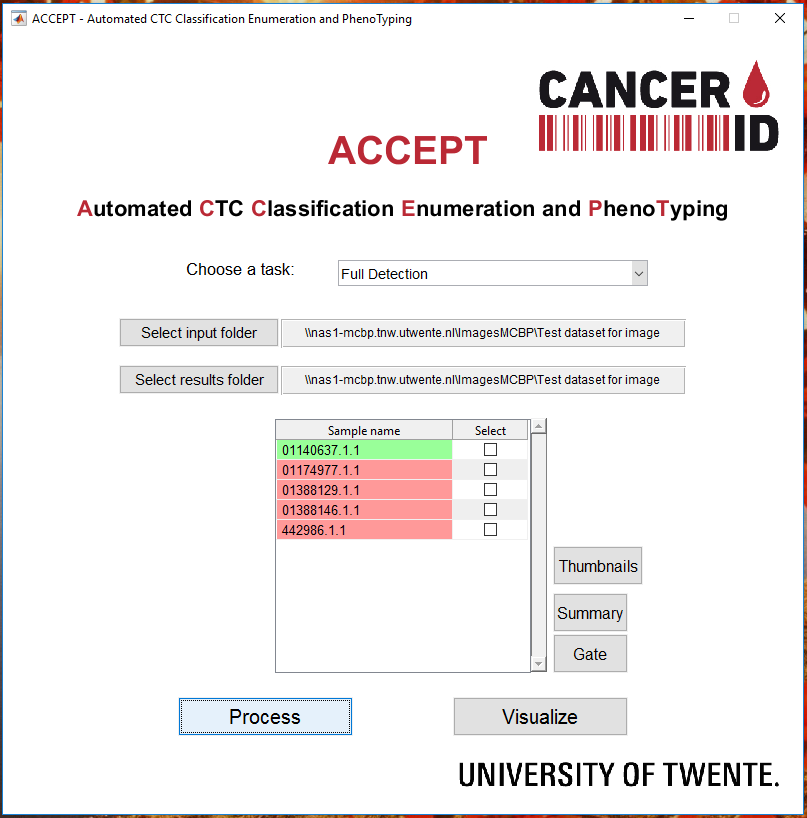 ACCEPT - Automated CTC Classification Enumeration and PhenoTyping
CANCER
ID
ACCEPT
Automated CTC Classification Enumeration and PhenoTyping
Choose a task:
Full Detection
Select input folder
\\nas1-mcbp.tnw.utwente.nl\ImagesMCBP\Test dataset for image
Select results folder
\\nas1-mcbp.tnw.utwente.nl\ImagesMCBP\Test dataset for image
Sample name Select
01140637.1.1
01174977.1.1
01388129.1.1
01388146.1.1
442986.1.1
Thumbnails
Summary
Gate
Process
Visualize
UNIVERSITY OF TWENTE.